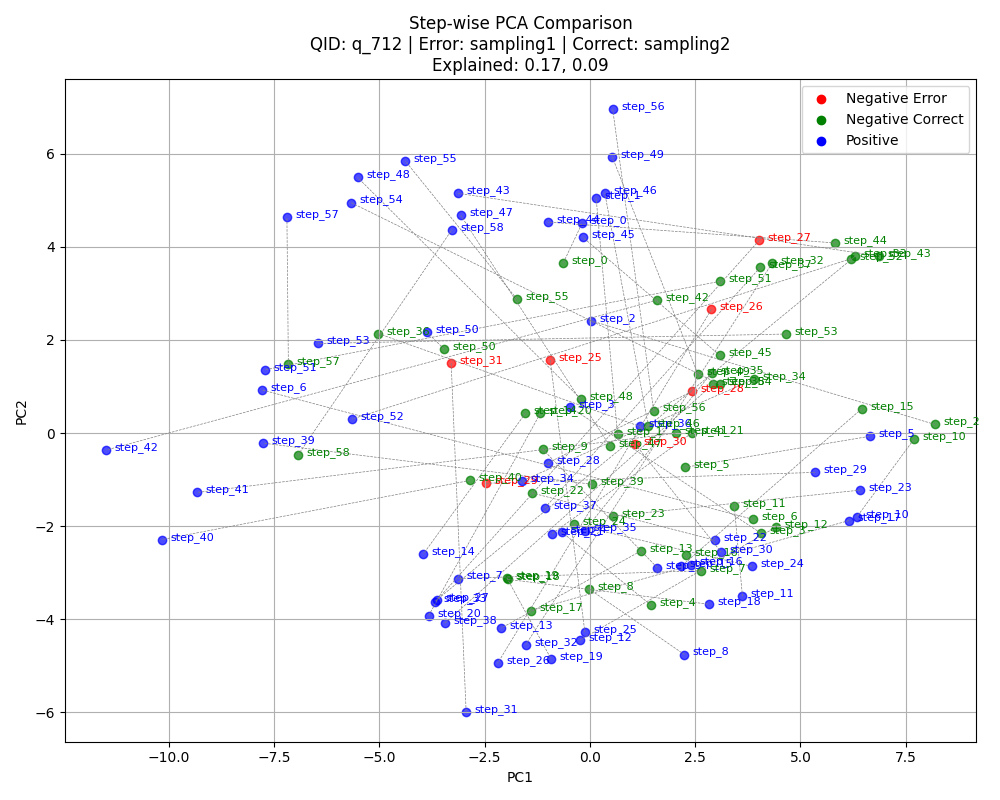 Step-wise PCA Comparison
QID: q_712 | Error: sampling1 | Correct: sampling2
Explained: 0.17, 0.09
Negative Error
Negative Correct
Positive
step_56
step_49
step_55
step_48
step_46
step_1
step_43
step_54
step_47
step_57
step_44
step_0
step_58
step_45
step_27
step_44
step_43
step_0
step_32
step_37
step_51
step_55
step_42
step_26
step_2
step_50
step_53
step_53
step_50
step_45
step_31
step_25
step_57
step_51
step_34
step_28
step_6
step_48
step_3
step_56
step_15
step_52
step_2
step_30
step_21
step_5
step_10
step_39
step_42
step_9
step_58
step_28
step_5
step_29
step_40
step_34
step_39
step_41
step_22
step_23
step_11
step_37
step_23
step_6
step_10
step_17
step_24
step_12
step_3
step_35
step_40
step_22
step_14
step_13
step_30
step_16
step_24
step_7
step_7
step_8
step_11
step_18
step_4
step_17
step_20
step_38
step_13
step_25
step_12
step_32
step_26
step_19
step_8
step_31
6
4
2
0
−2
−4
−6
PC2
−10.0
−7.5
−5.0
−2.5
0.0
2.5
5.0
7.5
PC1